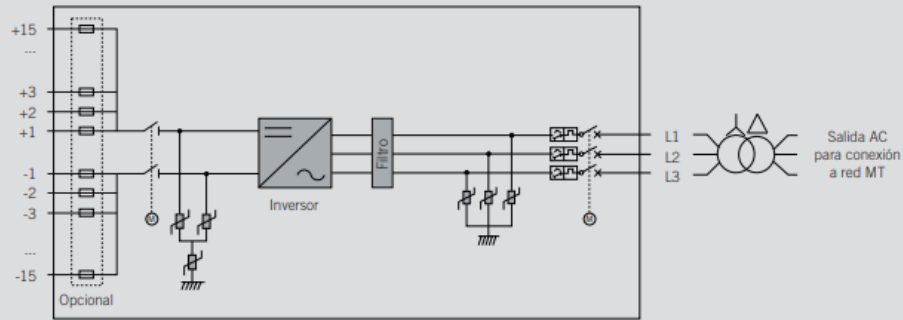 +15
...
+3
+2
+1
-1
-2
-3
...
-15
Opcional
M
Inversor
Filtro
M
L1
L2
L3
Salida AC
para conexión
a red MT